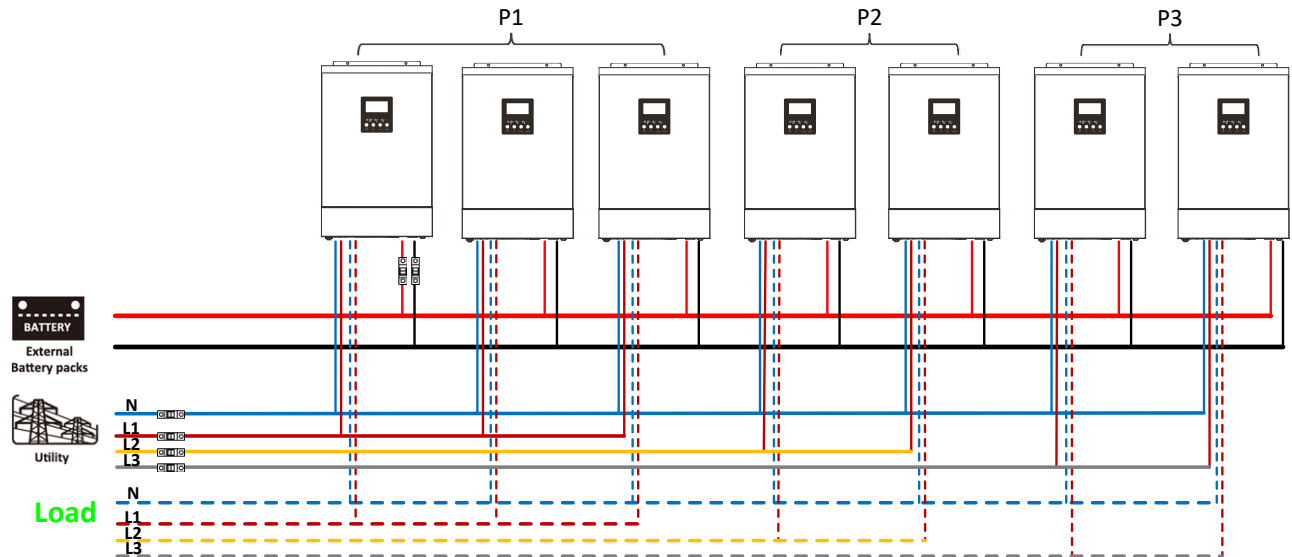 P1
P2
P3
BATTERY
External
Battery packs
Utility
N
L1
L2
L3
Load
N
L1
L2
L3